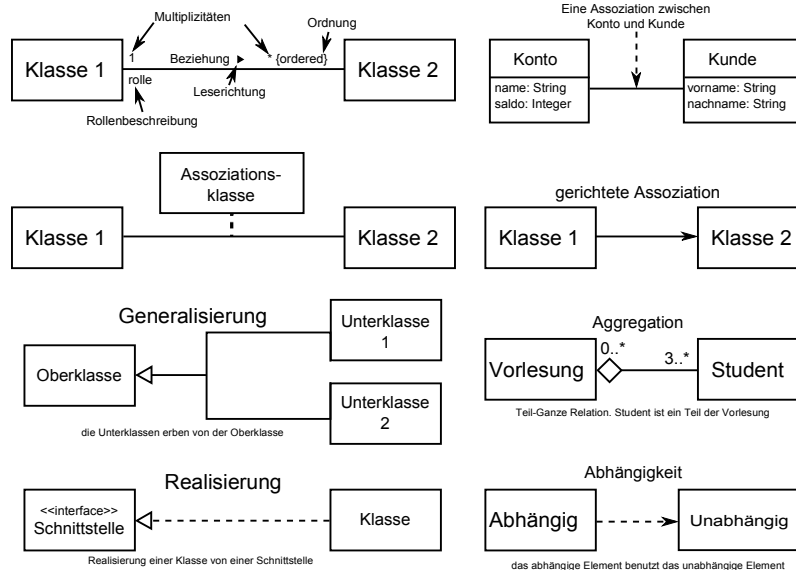 Multiplizitäten
Ordnung
Klasse 1
1
Beziehung
* {ordered}
Klasse 2
rolle
Leserichtung
Rollenbeschreibung
Eine Assoziation zwischen
Konto und Kunde
Konto
name: String
saldo: Integer
Kunde
vorname: String
nachname: String
Assoziations-
klasse
Klasse 1
Klasse 2
gerichtete Assoziation
Klasse 1
Klasse 2
Generalisierung
Oberklasse
Unterklasse
1
Unterklasse
2
die Unterklassen erben von der Oberklasse
Aggregation
Vorlesung
0..*
3..*
Student
Teil-Ganze Relation. Student ist ein Teil der Vorlesung
Realisierung
<<interface>>
Schnittstelle
Klasse
Realisierung einer Klasse von einer Schnittstelle
Abhängigkeit
Abhängig
Unabhängig
das abhängige Element benutzt das unabhängige Element